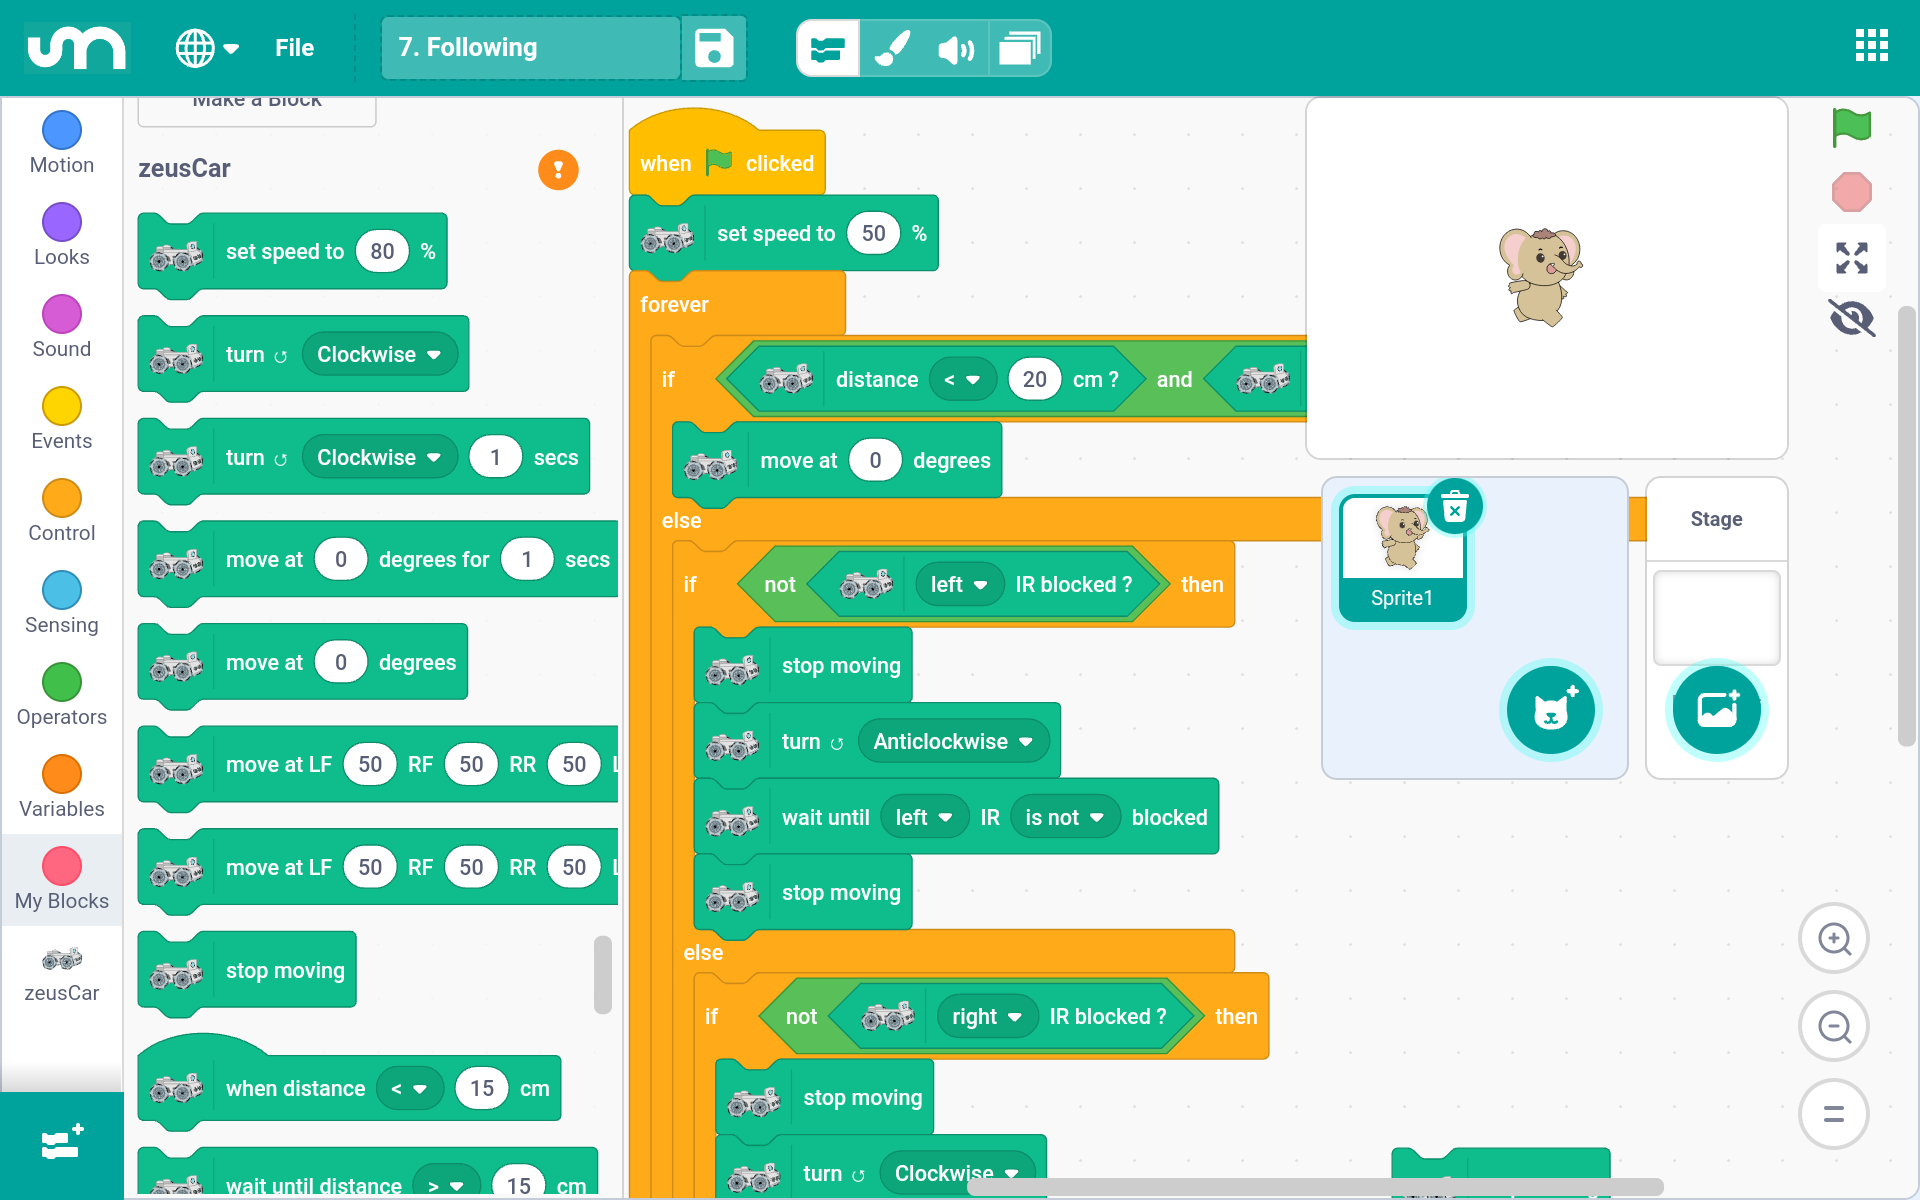 um
File
7. Following
Make a Block
Motion
Looks
Sound
Events
Control
Sensing
Operators
Variables
My Blocks
zeusCar
zeusCar
set speed to 80 %
turn Clockwise
turn Clockwise 1 secs
move at 0 degrees for 1 secs
move at 0 degrees
move at LF 50 RF 50 RR 50
move at LF 50 RF 50 RR 50
stop moving
when distance < 15 cm
wait until distance > 15 cm
when clicked
set speed to 50 %
forever
if distance < 20 cm ? and
move at 0 degrees
else
if not left IR blocked ? then
stop moving
turn Anticlockwise
wait until left IR is not blocked
stop moving
else
if not right IR blocked ? then
stop moving
turn Clockwise
Sprite1
Stage